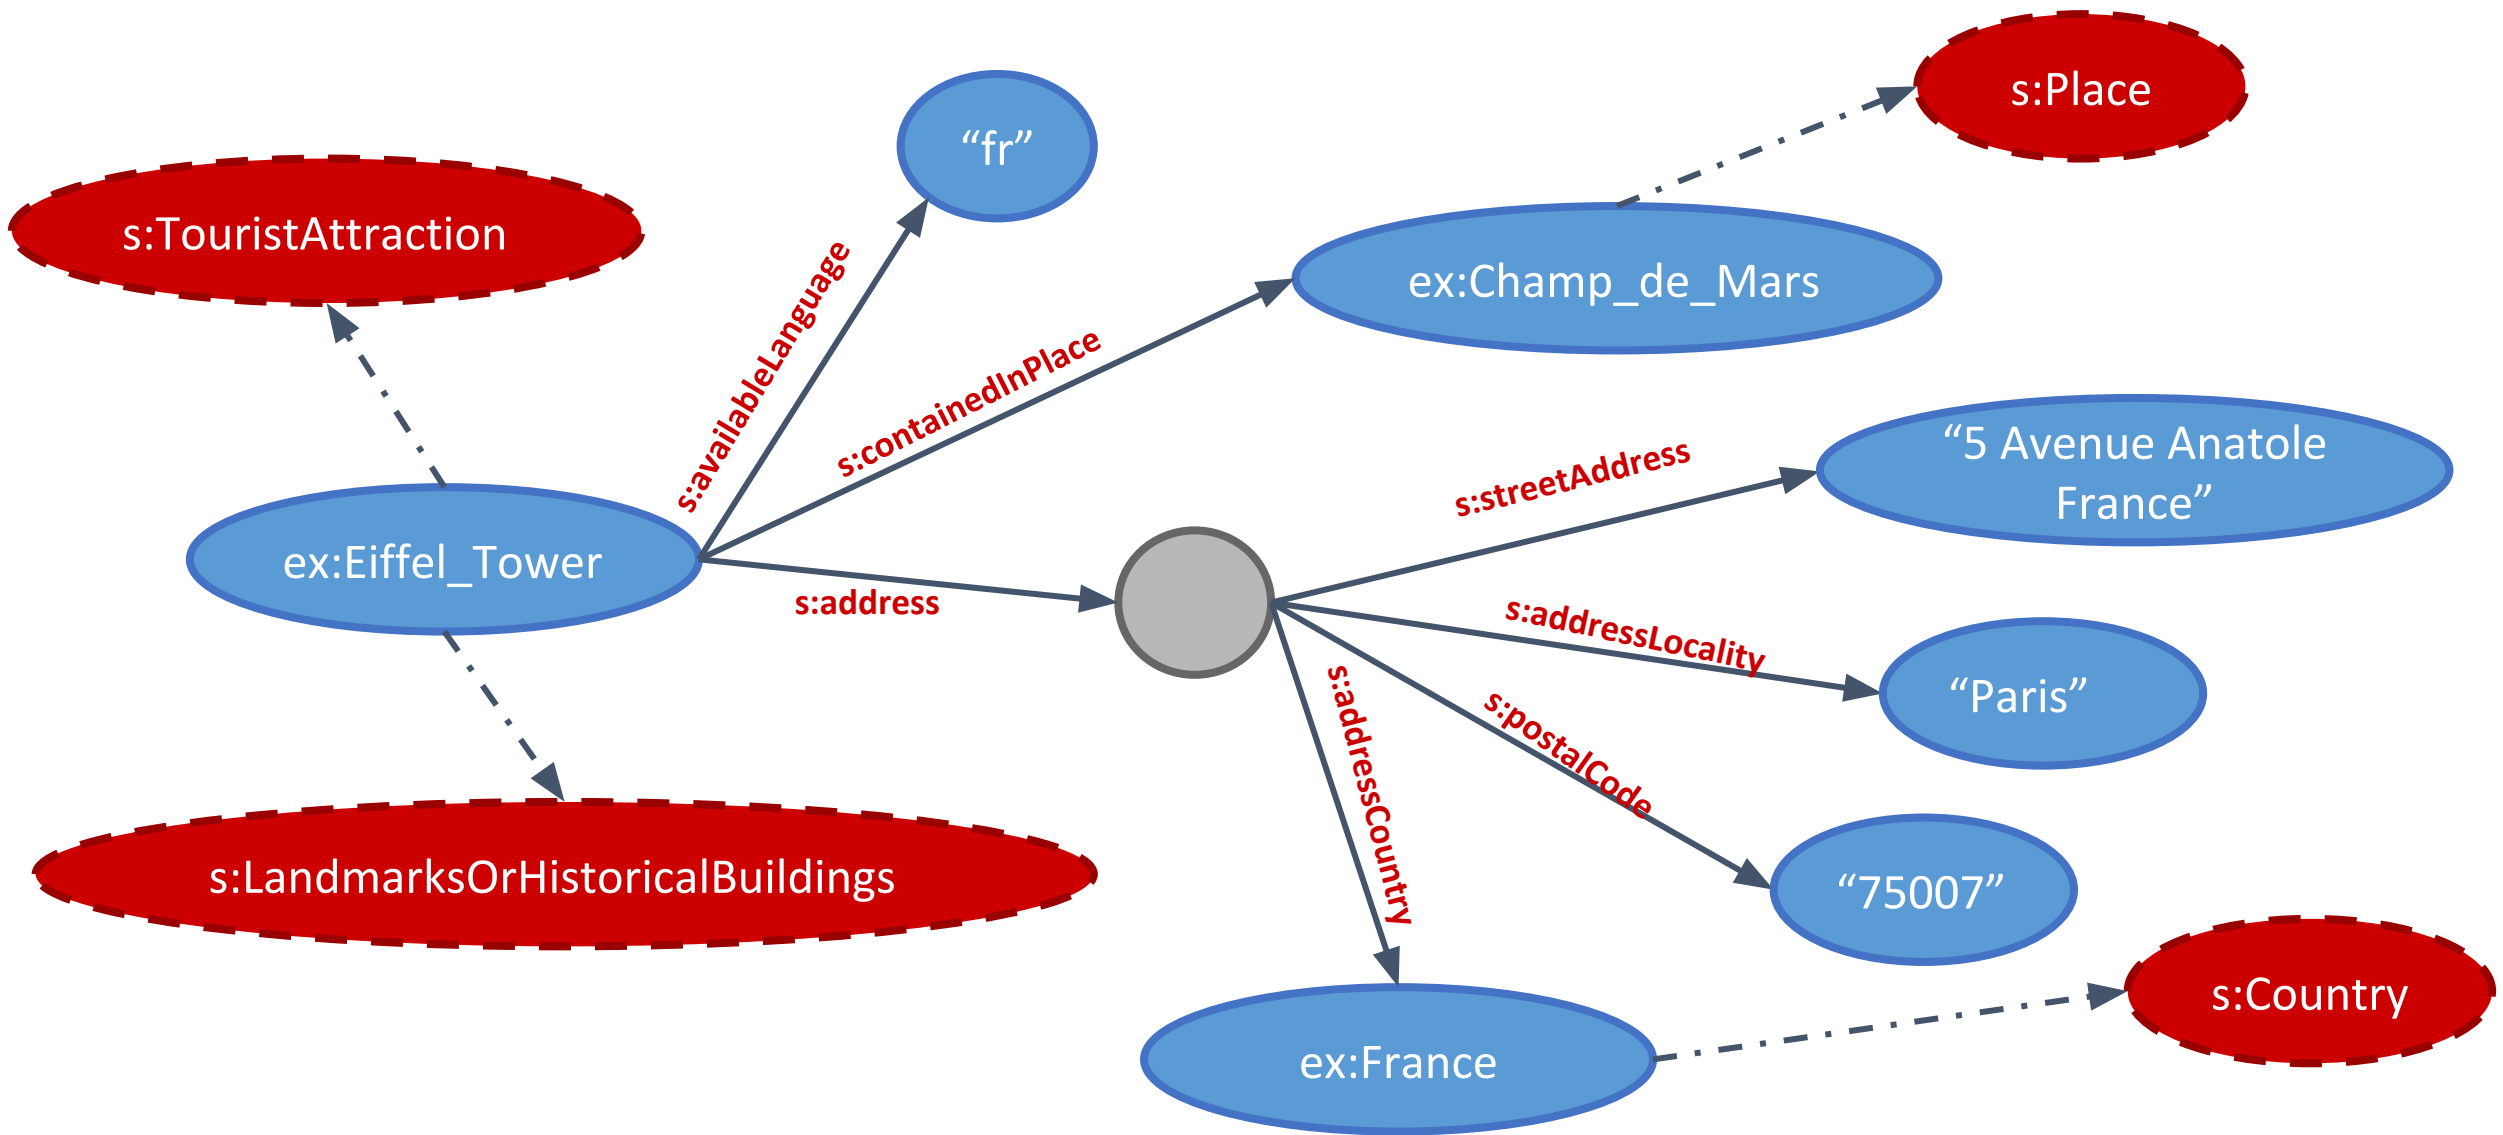 s:Place
“fr”
s:TouristAttraction
s:availableLanguage
ex:Champ_de_Mars
s:containedInPlace
s:streetAddress
“5 Avenue Anatole
France”
ex:Eiffel_Tower
s:address
s:addressLocality
“Paris”
s:addressCountry
s:postalCode
s:LandmarksOrHistoricalBuildings
“75007”
s:Country
ex:France